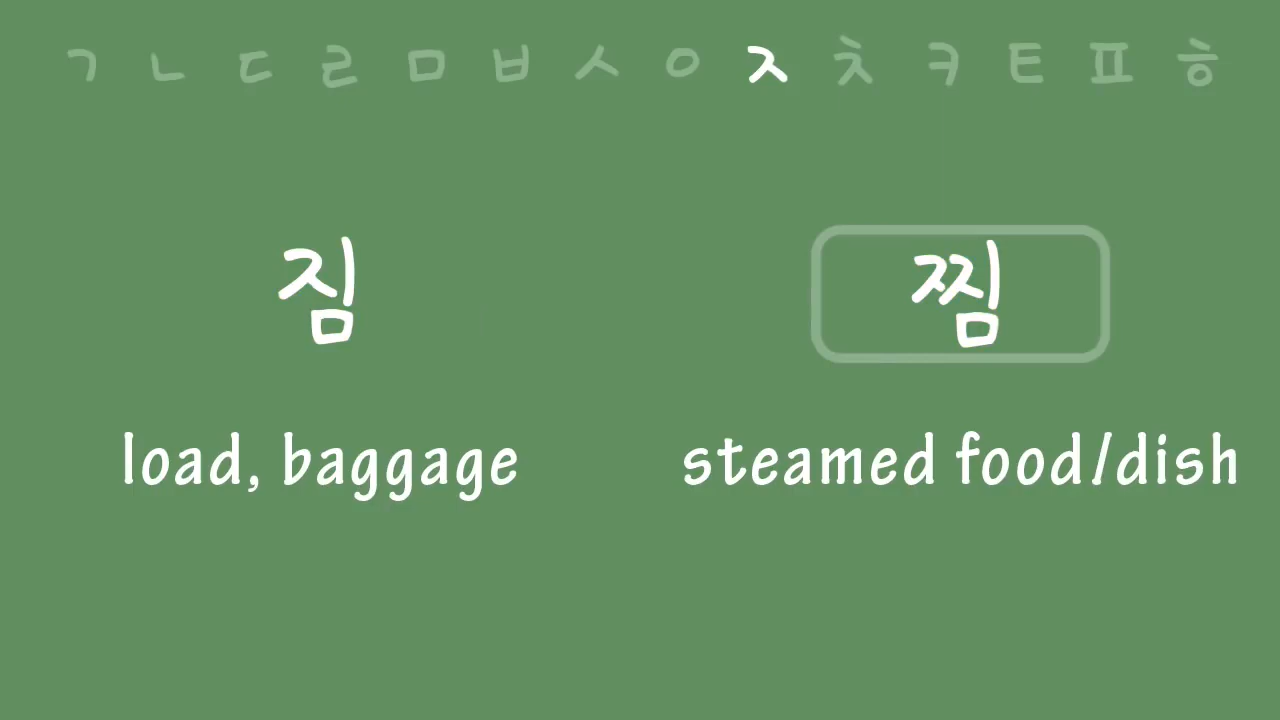 ㄱ ㄴ ㄷ ㄹ ㅁ ㅂ ㅅ ㅇ ㅈ ㅊ ㅋ ㅌ ㅍ ㅎ
짐 찜
load, baggage steamed food/dish